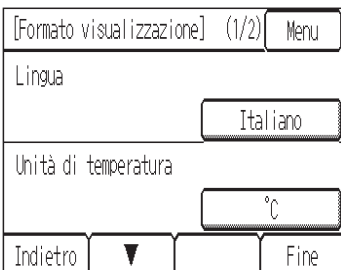 [Formato visualizzazione] (1/2) Menu
Lingua
Italiano
Unità di temperatura
°C
Indietro ▼ Fine